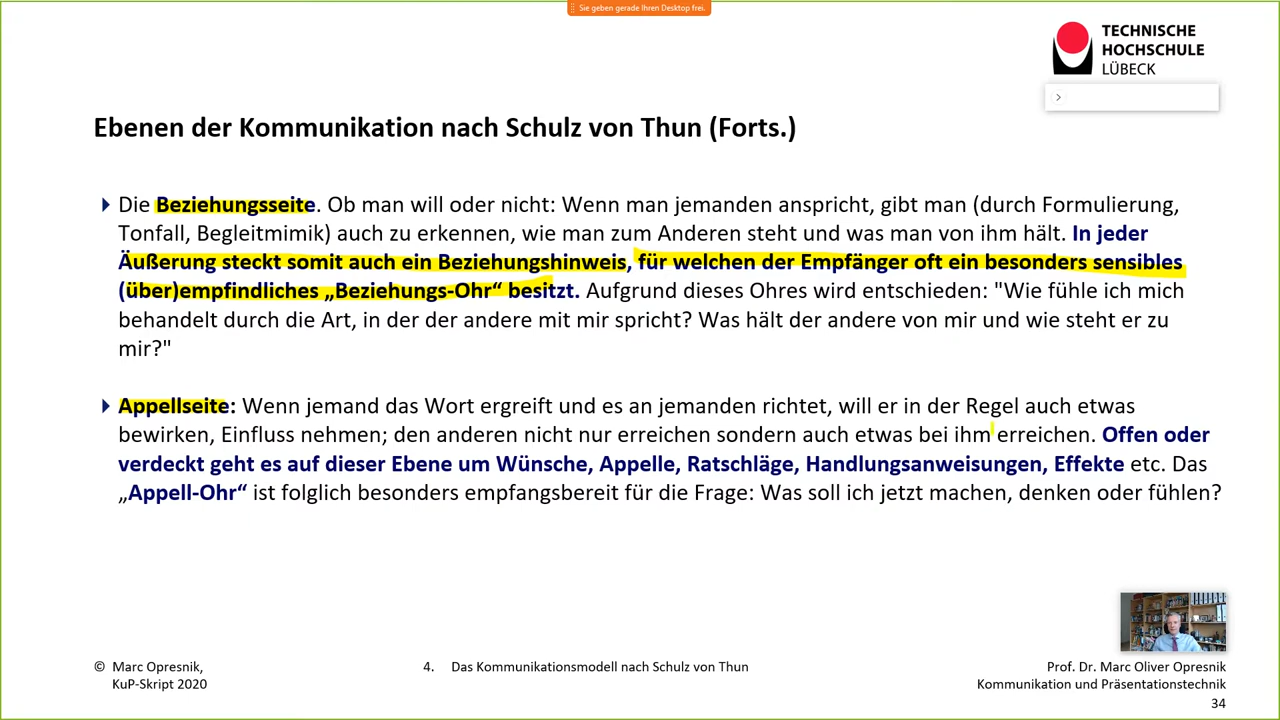 Sie geben gerade Ihren Desktop frei.
TECHNISCHE
HOCHSCHULE
LÜBECK
Ebenen der Kommunikation nach Schulz von Thun (Forts.)
Die Beziehungsseite. Ob man will oder nicht: Wenn man jemanden anspricht, gibt man (durch Formulierung,
Tonfall, Begleitmimik) auch zu erkennen, wie man zum Anderen steht und was man von ihm hält. In jeder
Äußerung steckt somit auch ein Beziehungshinweis, für welchen der Empfänger oft ein besonders sensibles
(über)empfindliches „Beziehungs-Ohr“ besitzt. Aufgrund dieses Ohres wird entschieden: "Wie fühle ich mich
behandelt durch die Art, in der der andere mit mir spricht? Was hält der andere von mir und wie steht er zu
mir?"
Appellseite: Wenn jemand das Wort ergreift und es an jemanden richtet, will er in der Regel auch etwas
bewirken, Einfluss nehmen; den anderen nicht nur erreichen sondern auch etwas bei ihm erreichen. Offen oder
verdeckt geht es auf dieser Ebene um Wünsche, Appelle, Ratschläge, Handlungsanweisungen, Effekte etc. Das
„Appell-Ohr“ ist folglich besonders empfangsbereit für die Frage: Was soll ich jetzt machen, denken oder fühlen?
© Marc Opresnik,
KuP-Skript 2020
4. Das Kommunikationsmodell nach Schulz von Thun
Prof. Dr. Marc Oliver Opresnik
Kommunikation und Präsentationstechnik
34